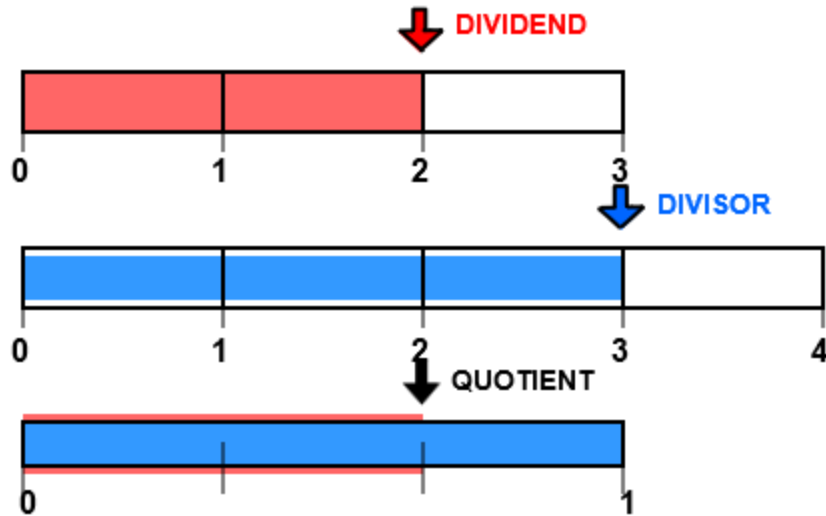 DIVIDEND
0 1 2 3
DIVISOR
0 1 2 3 4
QUOTIENT
0 1